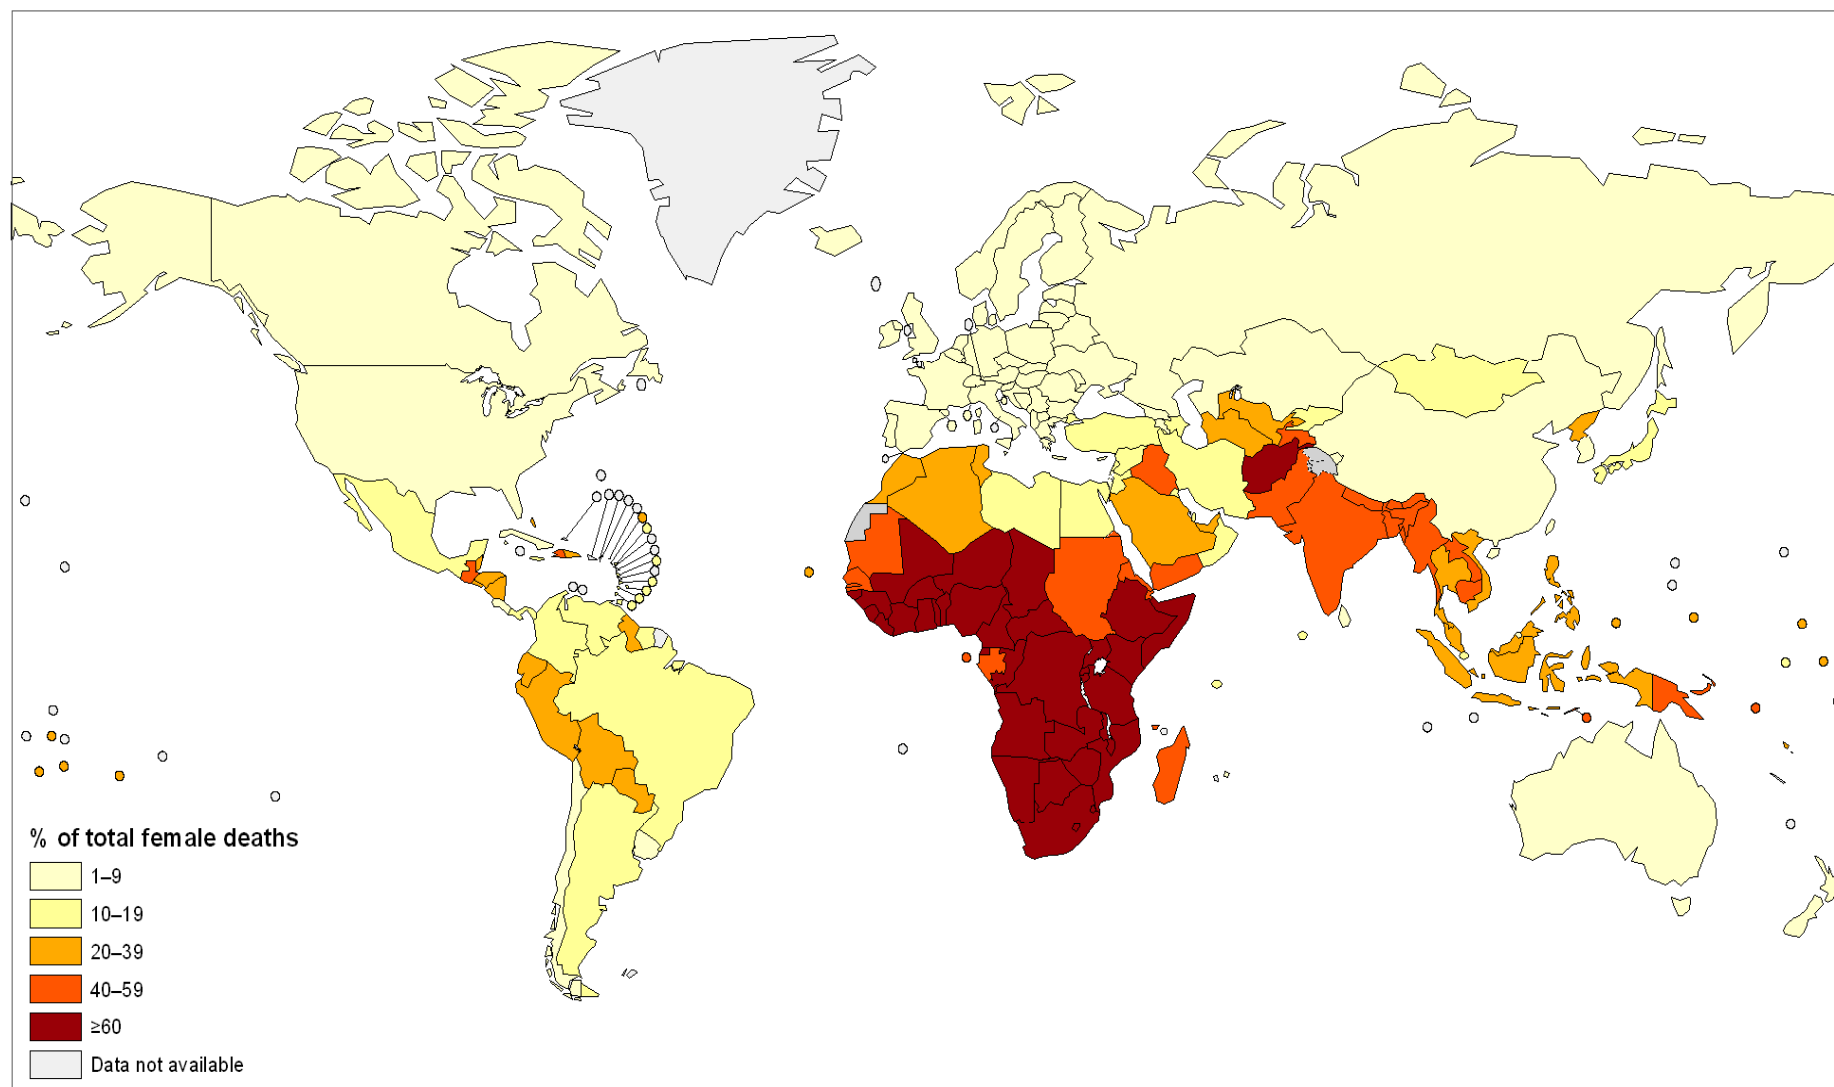 % of total female deaths
1–9
10–19
20–39
40–59
≥60
Data not available